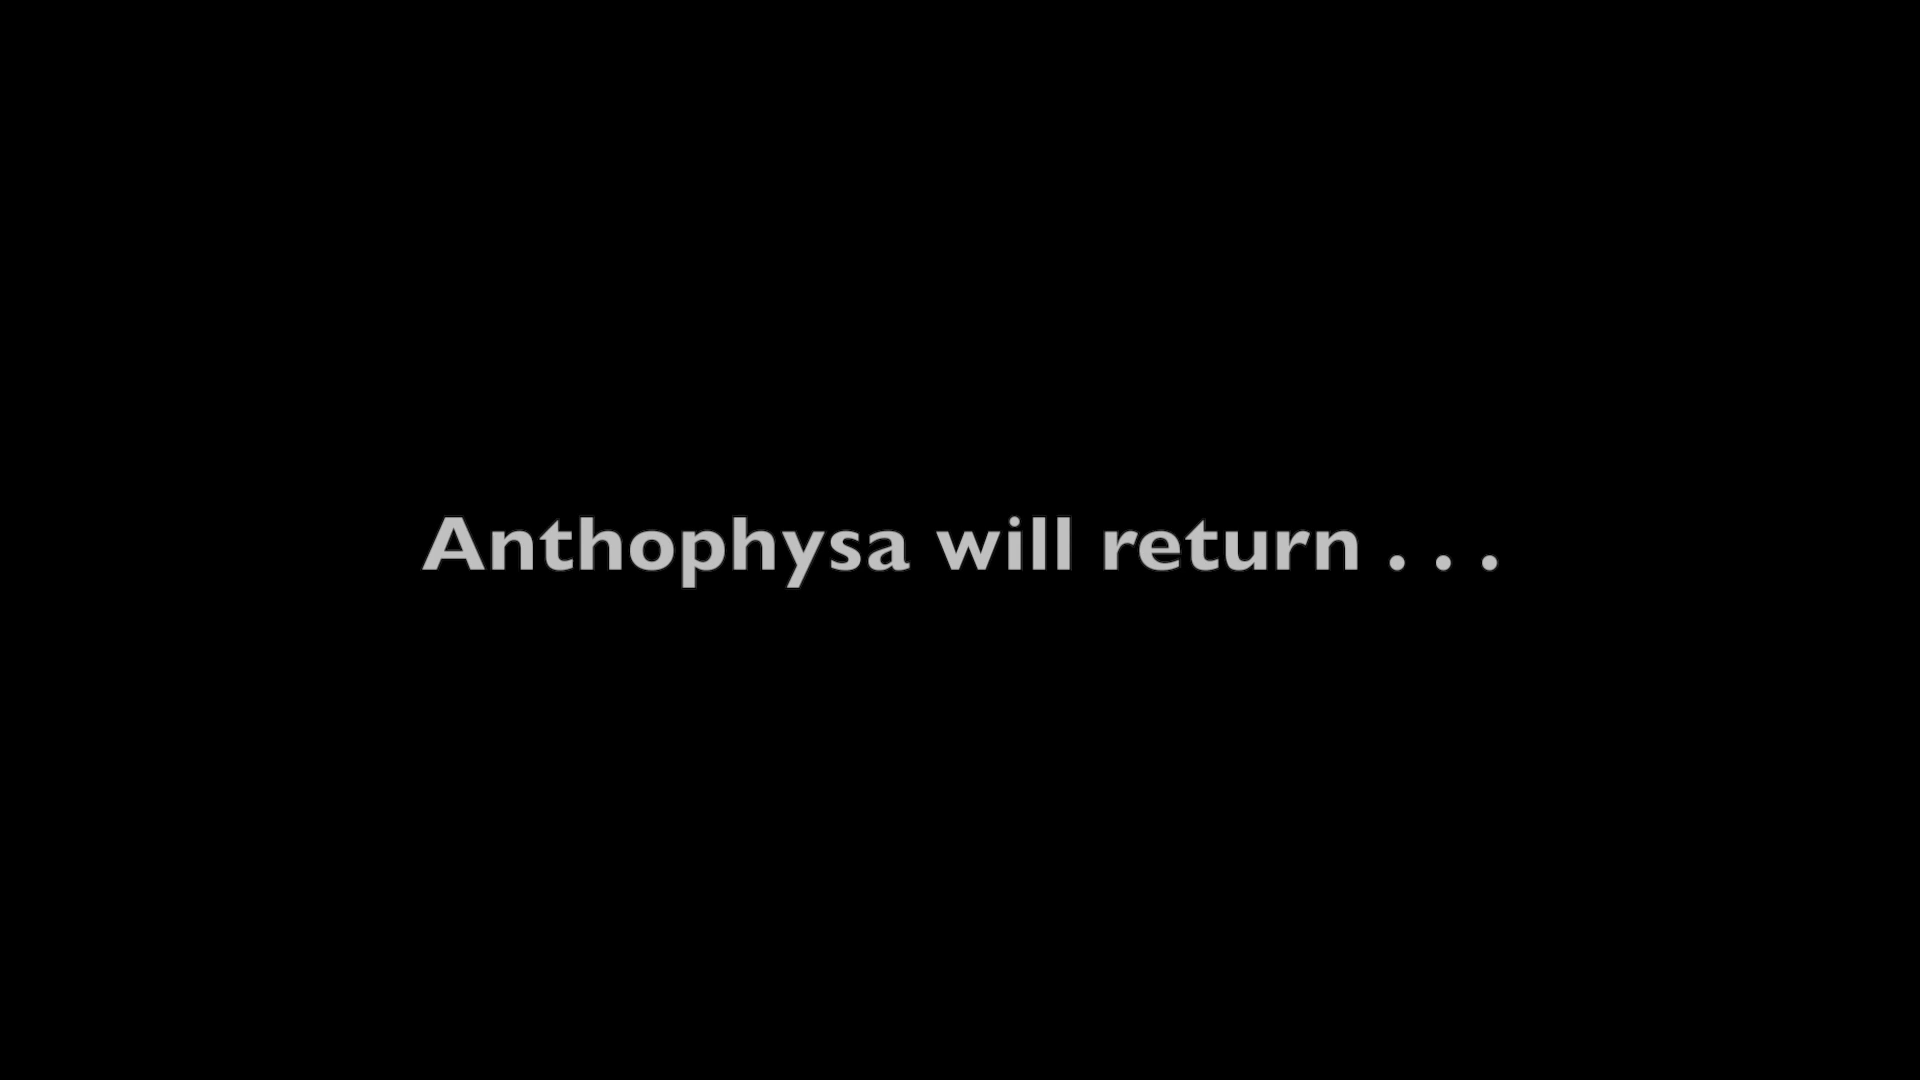 Anthophysa will return . . .